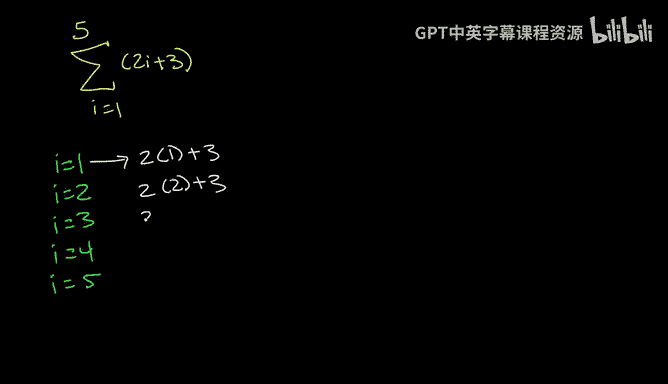 GPT中英字幕课程资源 bilibili
5
∑ (2i+3)
i=1
i=1 → 2(1)+3
i=2 2(2)+3
i=3 2
i=4
i=5